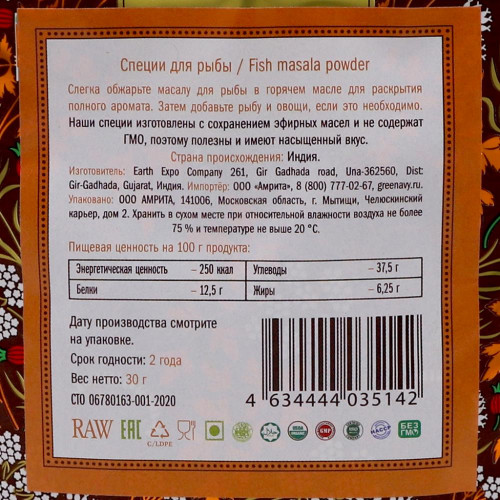 Специи для рыбы / Fish masala powder
Слегка обжарьте масалу для рыбы в горячем масле для раскрытия
полного аромата. Затем добавьте рыбу и овощи, если это необходимо.
Наши специи изготовлены с сохранением эфирных масел и не содержат
ГМО, поэтому полезны и имеют насыщенный вкус.
Страна происхождения: Индия.
Изготовитель: Earth Expo Company 261, Gir Gadhada road, Una-362560, Dist:
Gir-Gadhada, Gujarat, Индия. Импортёр: ООО «Амрита», 8 (800) 777-02-67, greenavy.ru.
Упаковано: ООО АМРИТА, 141006, Московская область, г. Мытищи, Челюскинский
карьер, дом 2. Хранить в сухом месте при относительной влажности воздуха не более
75 % и температуре не выше 20 °C.
Пищевая ценность на 100 г продукта:
Энергетическая ценность – 250 ккал Углеводы – 37,5 г
Белки – 12,5 г Жиры – 6,25 г
Дату производства смотрите
на упаковке.
Срок годности: 2 года
Вес нетто: 30 г
СТО 06780163-001-2020
4 634444 035142
RAW EAC C/LDPE GMP HACCP БЕЗ ГМО